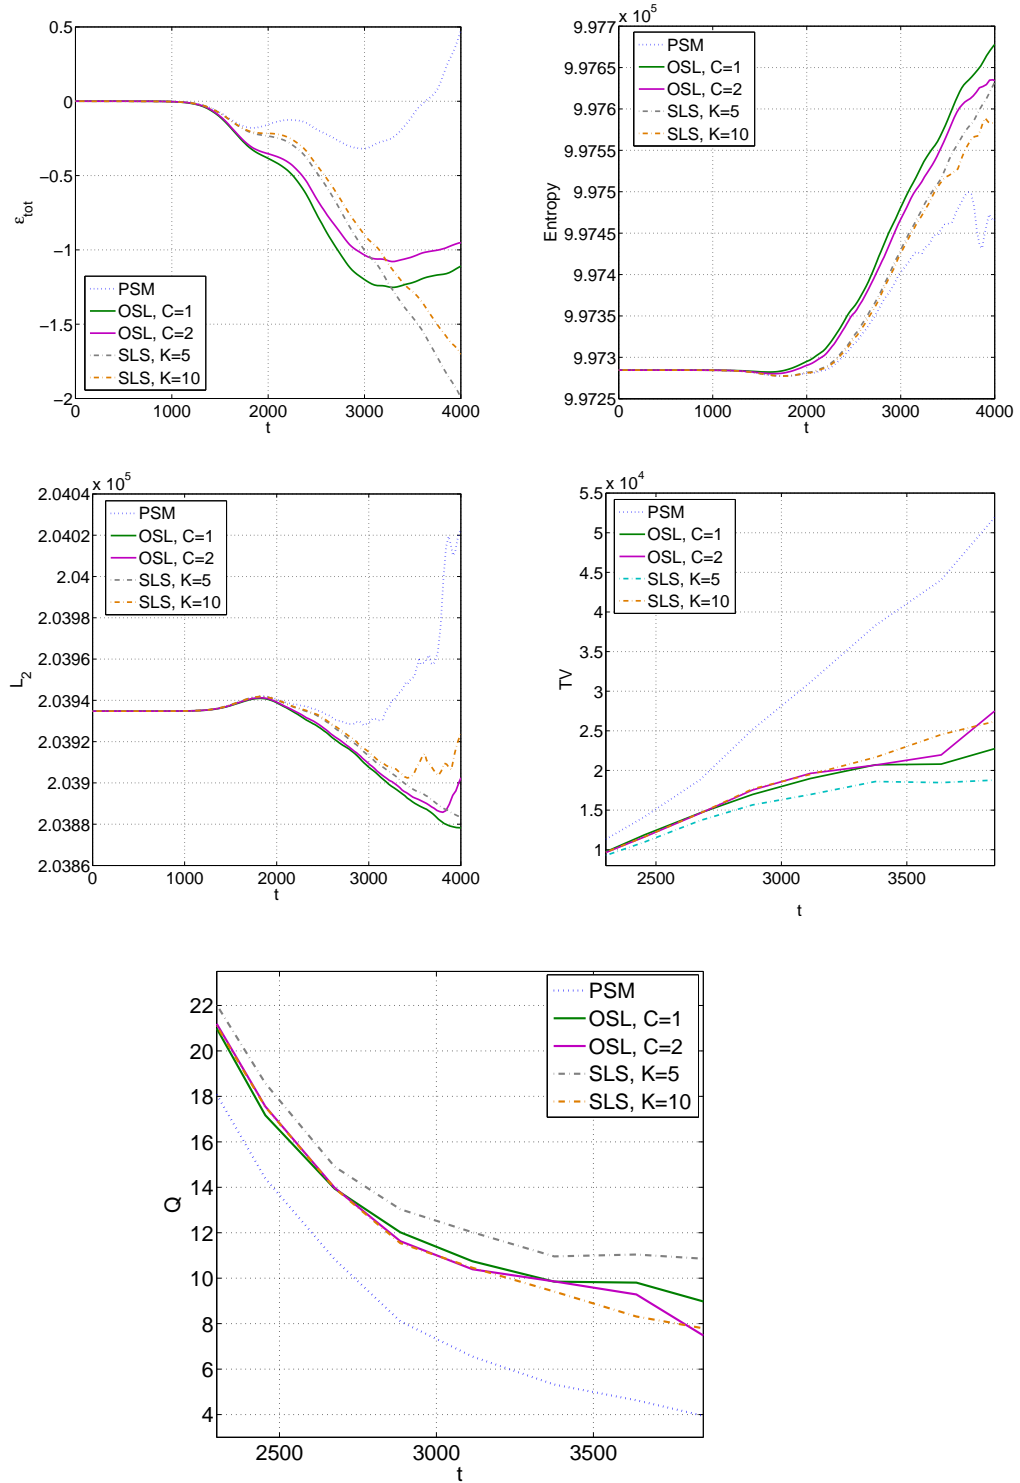 0.5
0
−0.5
−1
−1.5
−2
ε_tot
0 1000 2000 3000 4000
t
PSM
OSL, C=1
OSL, C=2
SLS, K=5
SLS, K=10
x 10^5
9.977
9.9765
9.976
9.9755
9.975
9.9745
9.974
9.9735
9.973
9.9725
Entropy
0 1000 2000 3000 4000
t
PSM
OSL, C=1
OSL, C=2
SLS, K=5
SLS, K=10
x 10^5
2.0404
2.0402
2.04
2.0398
2.0396
2.0394
2.0392
2.039
2.0388
2.0386
L_2
0 1000 2000 3000 4000
t
PSM
OSL, C=1
OSL, C=2
SLS, K=5
SLS, K=10
x 10^4
5.5
5
4.5
4
3.5
3
2.5
2
1.5
1
TV
2500 3000 3500
t
PSM
OSL, C=1
OSL, C=2
SLS, K=5
SLS, K=10
22
20
18
16
14
12
10
8
6
4
Q
2500 3000 3500
t
PSM
OSL, C=1
OSL, C=2
SLS, K=5
SLS, K=10